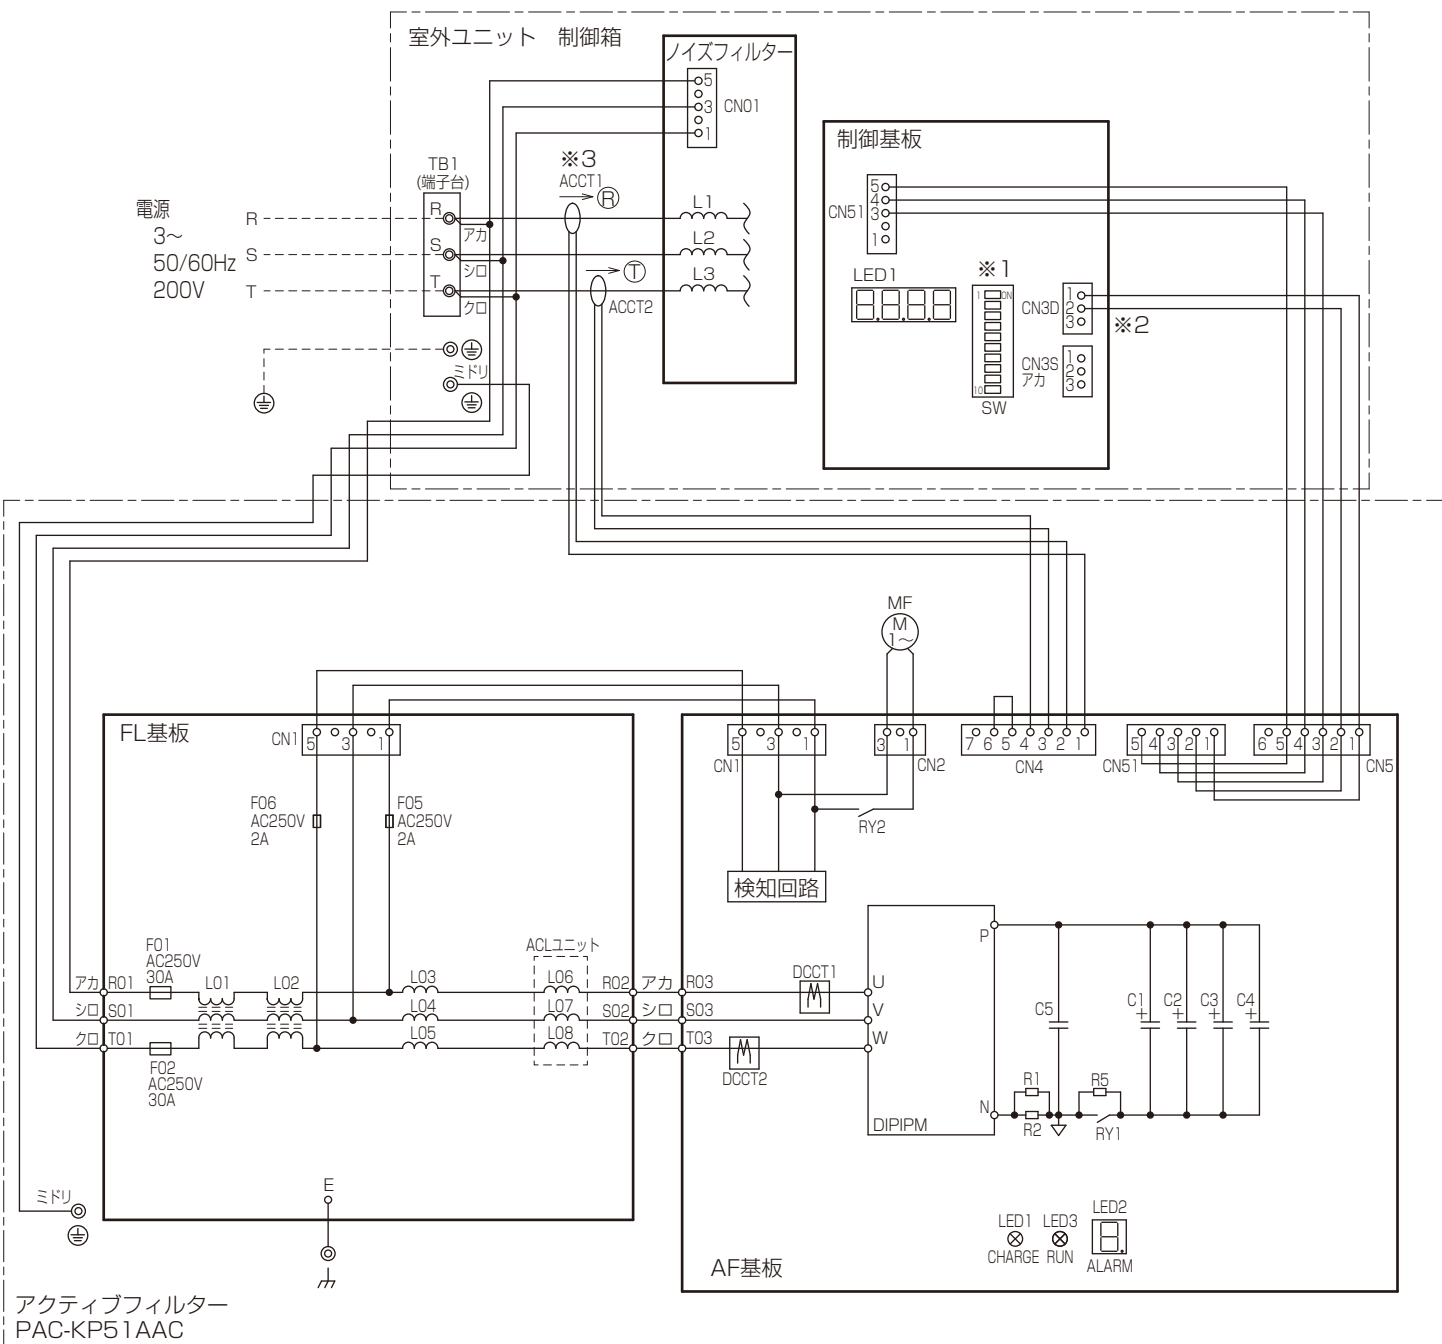 室外ユニット 制御箱
ノイズフィルター
5
3
1
CN01
制御基板
TB1
(端子台)
※3
ACCT1
R
電源
3～
50/60Hz
200V
R
S
T
R
アカ
S
シロ
T
クロ
T
ACCT2
L1
L2
L3
ミドリ
CN51
5
4
3
1
LED1
※1
1
ON
10
SW
CN3D
1
2
3
※2
CN3S
アカ
1
2
3
MF
M
1～
FL基板
CN1
5
3
1
F06
AC250V
2A
F05
AC250V
2A
F01
AC250V
30A
L01
L02
L03
L04
L05
ACLユニット
L06
L07
L08
アカ
R01
シロ
S01
クロ
T01
F02
AC250V
30A
R02
アカ
R03
S02
シロ
S03
T02
クロ
T03
5
3
1
CN1
3
1
CN2
7
6
5
4
3
2
1
CN4
CN51
5
4
3
2
1
6
5
4
3
2
1
CN5
RY2
検知回路
DCCT1
DCCT2
U
V
W
P
N
DIPIPM
C5
C1
+
C2
+
C3
+
C4
+
R1
R2
R5
RY1
ミドリ
E
LED1
CHARGE
LED3
RUN
LED2
ALARM
AF基板
アクティブフィルター
PAC-KP51AAC